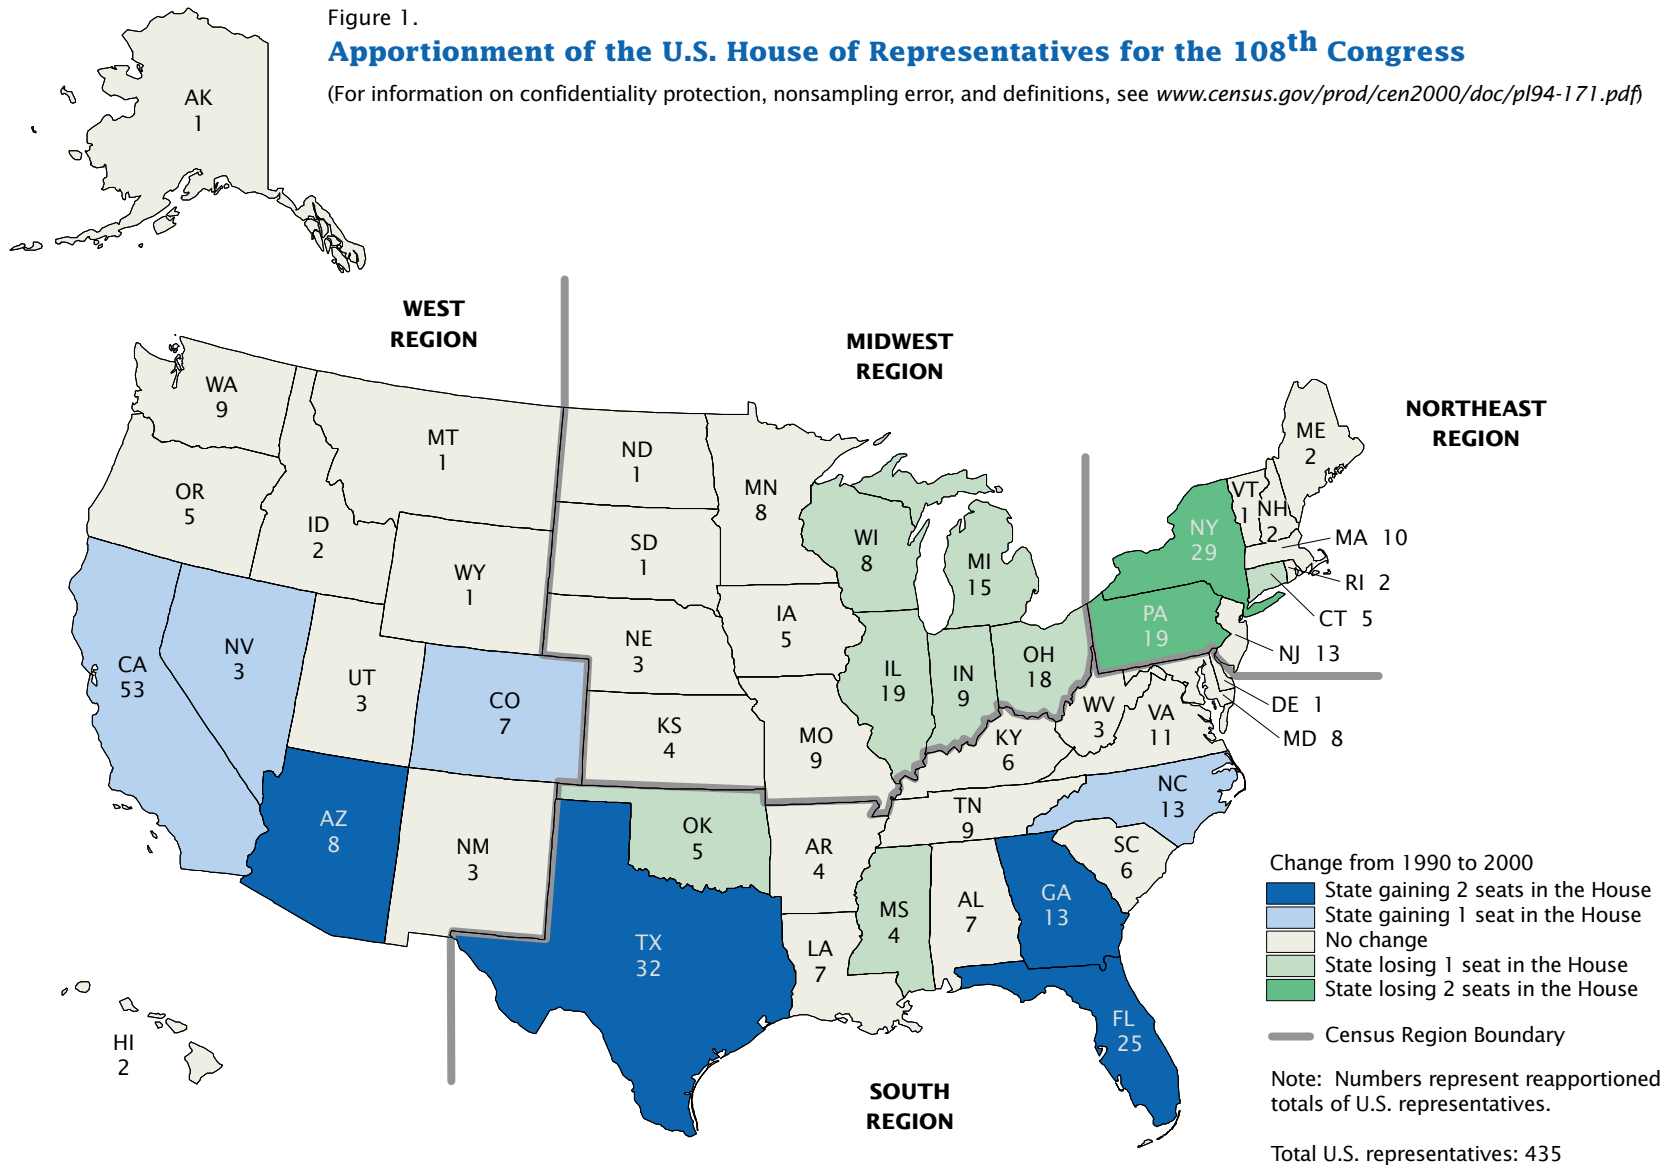 Figure 1.
Apportionment of the U.S. House of Representatives for the 108th Congress
(For information on confidentiality protection, nonsampling error, and definitions, see www.census.gov/prod/cen2000/doc/pl94-171.pdf)
AK
1
WEST
REGION
MIDWEST
REGION
NORTHEAST
REGION
WA
9
MT
1
OR
5
ID
2
WY
1
CA
53
NV
3
UT
3
CO
7
AZ
8
NM
3
HI
2
ND
1
SD
1
NE
3
KS
4
MN
8
IA
5
MO
9
WI
8
MI
15
IL
19
IN
9
OH
18
ME
2
VT
1
NH
2
NY
29
PA
19
MA 10
RI 2
CT 5
NJ 13
DE 1
MD 8
WV
3
VA
11
KY
6
NC
13
TN
9
SC
6
OK
5
AR
4
TX
32
LA
7
MS
4
AL
7
GA
13
FL
25
SOUTH
REGION
Change from 1990 to 2000
State gaining 2 seats in the House
State gaining 1 seat in the House
No change
State losing 1 seat in the House
State losing 2 seats in the House
Census Region Boundary
Note: Numbers represent reapportioned
totals of U.S. representatives.
Total U.S. representatives: 435